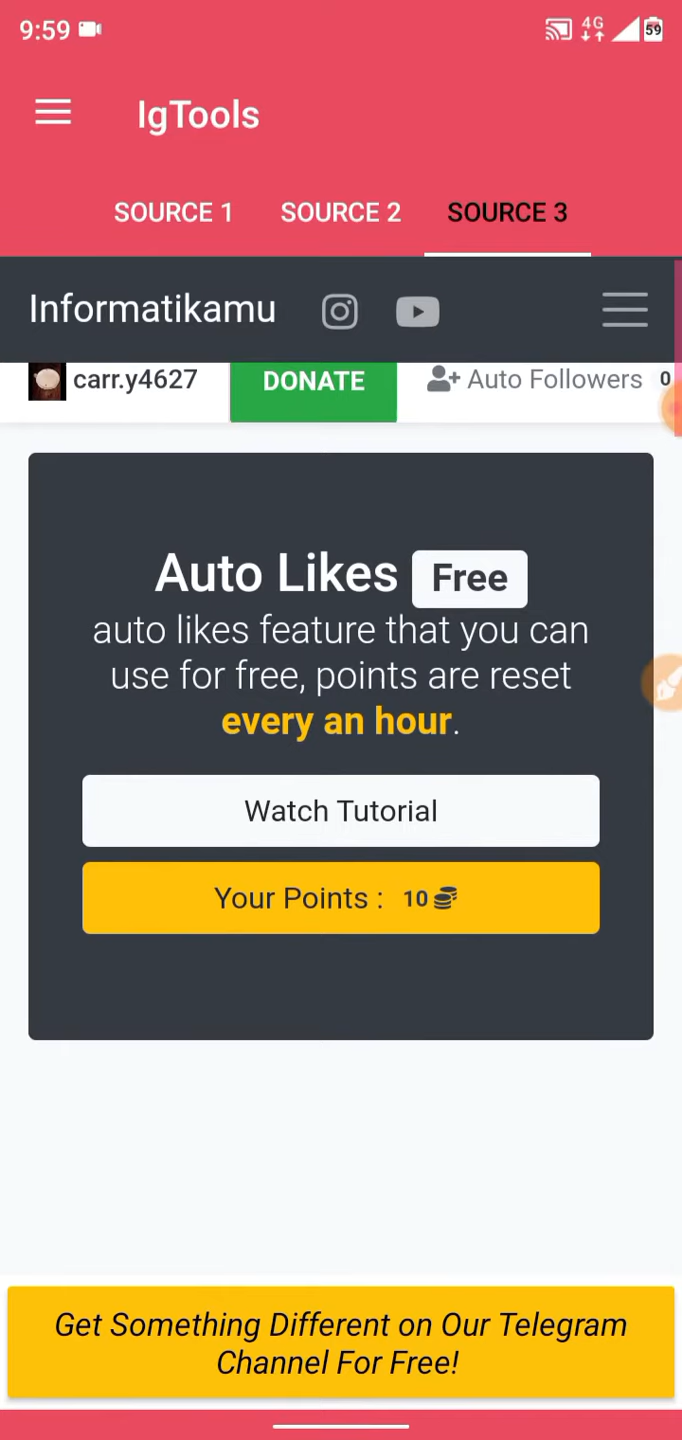 9:59 4G 59
IgTools
SOURCE 1 SOURCE 2 SOURCE 3
Informatikamu
carr.y4627 DONATE Auto Followers 0
Auto Likes Free
auto likes feature that you can
use for free, points are reset
every an hour.
Watch Tutorial
Your Points : 10
Get Something Different on Our Telegram
Channel For Free!